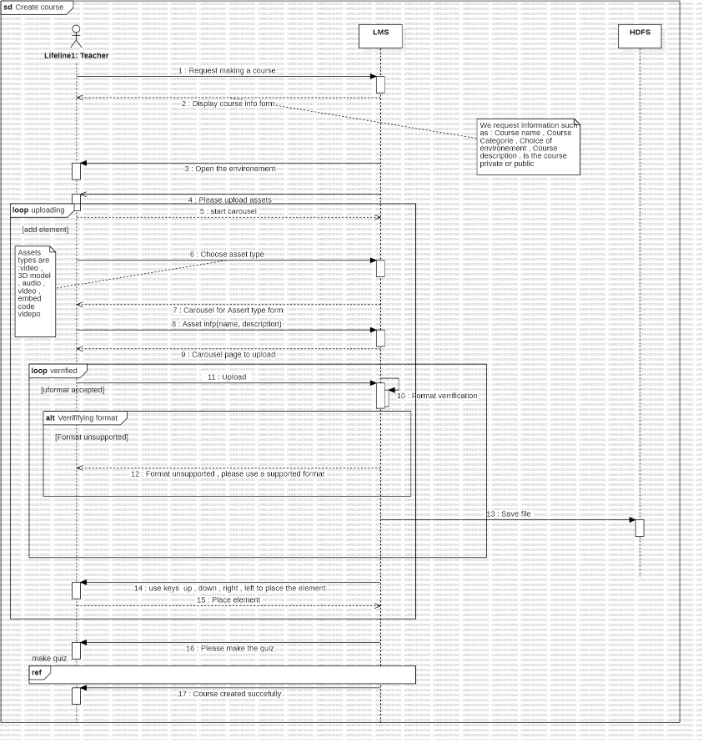 sd Create course
Lifeline1: Teacher
LMS
HDFS
1 : Request making a course
2 : Display course info form
We request information such
as : Course name , Course
Categorie , Choice of
environement , Course
description , is the course
private or public
3 : Open the environement
4 : Please upload assets
loop uploading
5 : start carousel
[add element]
Assets
types are
:video ,
3D model
, audio ,
video ,
embed
code
videpo
6 : Choose asset type
7 : Carousel for Assert type form
8 : Asset infp(name, description)
9 : Carousel page to upload
loop verrified
11 : Upload
[uformat accepted]
10 : Format verrification
alt Verrififying format
[Format unsupported]
12 : Format unsupported , please use a supported format
13 : Save file
14 : use keys up , down , right , left to place the element
15 : Place element
16 : Please make the quiz
make quiz
ref
17 : Course created succefully